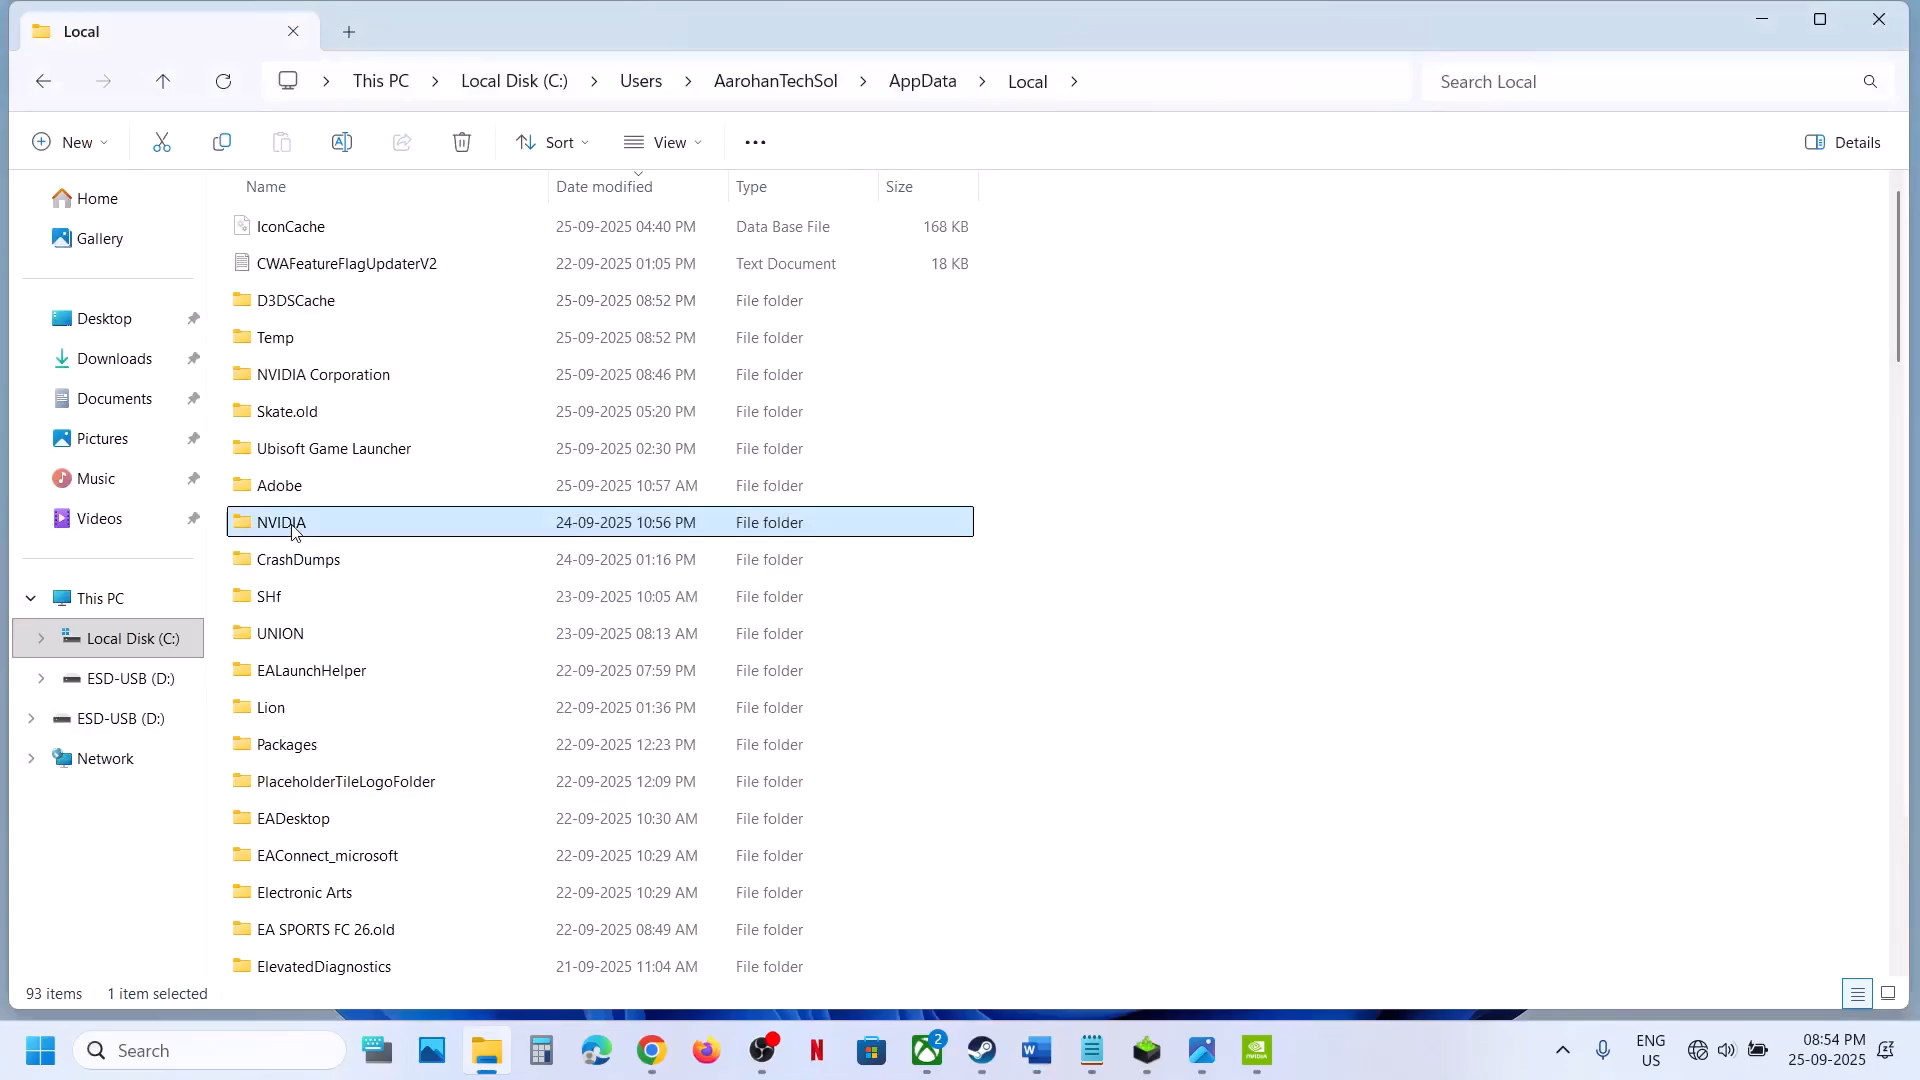 Local
This PC
Local Disk (C:)
Users
AarohanTechSol
AppData
Local
Search Local
New
Sort
View
Details
Name Date modified Type Size
IconCache 25-09-2025 04:40 PM Data Base File 168 KB
CWAFeatureFlagUpdaterV2 22-09-2025 01:05 PM Text Document 18 KB
D3DSCache 25-09-2025 08:52 PM File folder
Temp 25-09-2025 08:52 PM File folder
NVIDIA Corporation 25-09-2025 08:46 PM File folder
Skate.old 25-09-2025 05:20 PM File folder
Ubisoft Game Launcher 25-09-2025 02:30 PM File folder
Adobe 25-09-2025 10:57 AM File folder
NVIDIA 24-09-2025 10:56 PM File folder
CrashDumps 24-09-2025 01:16 PM File folder
SHf 23-09-2025 10:05 AM File folder
UNION 23-09-2025 08:13 AM File folder
EALaunchHelper 22-09-2025 07:59 PM File folder
Lion 22-09-2025 01:36 PM File folder
Packages 22-09-2025 12:23 PM File folder
PlaceholderTileLogoFolder 22-09-2025 12:09 PM File folder
EADesktop 22-09-2025 10:30 AM File folder
EAConnect_microsoft 22-09-2025 10:29 AM File folder
Electronic Arts 22-09-2025 10:29 AM File folder
EA SPORTS FC 26.old 22-09-2025 08:49 AM File folder
ElevatedDiagnostics 21-09-2025 11:04 AM File folder
Home
Gallery
Desktop
Downloads
Documents
Pictures
Music
Videos
This PC
Local Disk (C:)
ESD-USB (D:)
ESD-USB (D:)
Network
93 items 1 item selected
Search
2
ENG
US
08:54 PM
25-09-2025